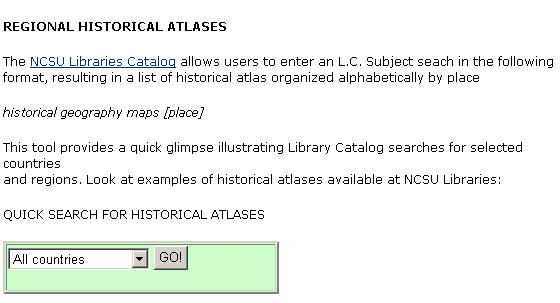 REGIONAL HISTORICAL ATLASES
The NCSU Libraries Catalog allows users to enter an L.C. Subject seach in the following
format, resulting in a list of historical atlas organized alphabetically by place
historical geography maps [place]
This tool provides a quick glimpse illustrating Library Catalog searches for selected
countries
and regions. Look at examples of historical atlases available at NCSU Libraries:
QUICK SEARCH FOR HISTORICAL ATLASES
All countries GO!